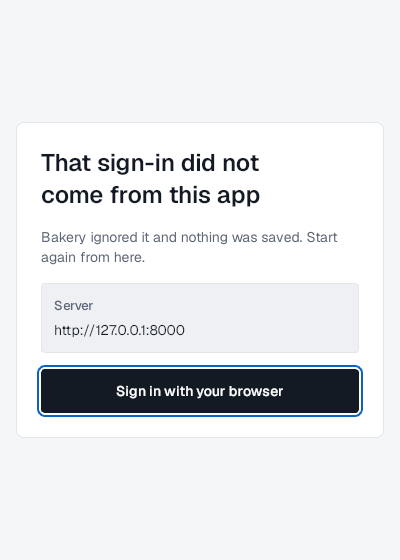 That sign-in did not
come from this app
Bakery ignored it and nothing was saved. Start
again from here.
Server
http://127.0.0.1:8000
Sign in with your browser